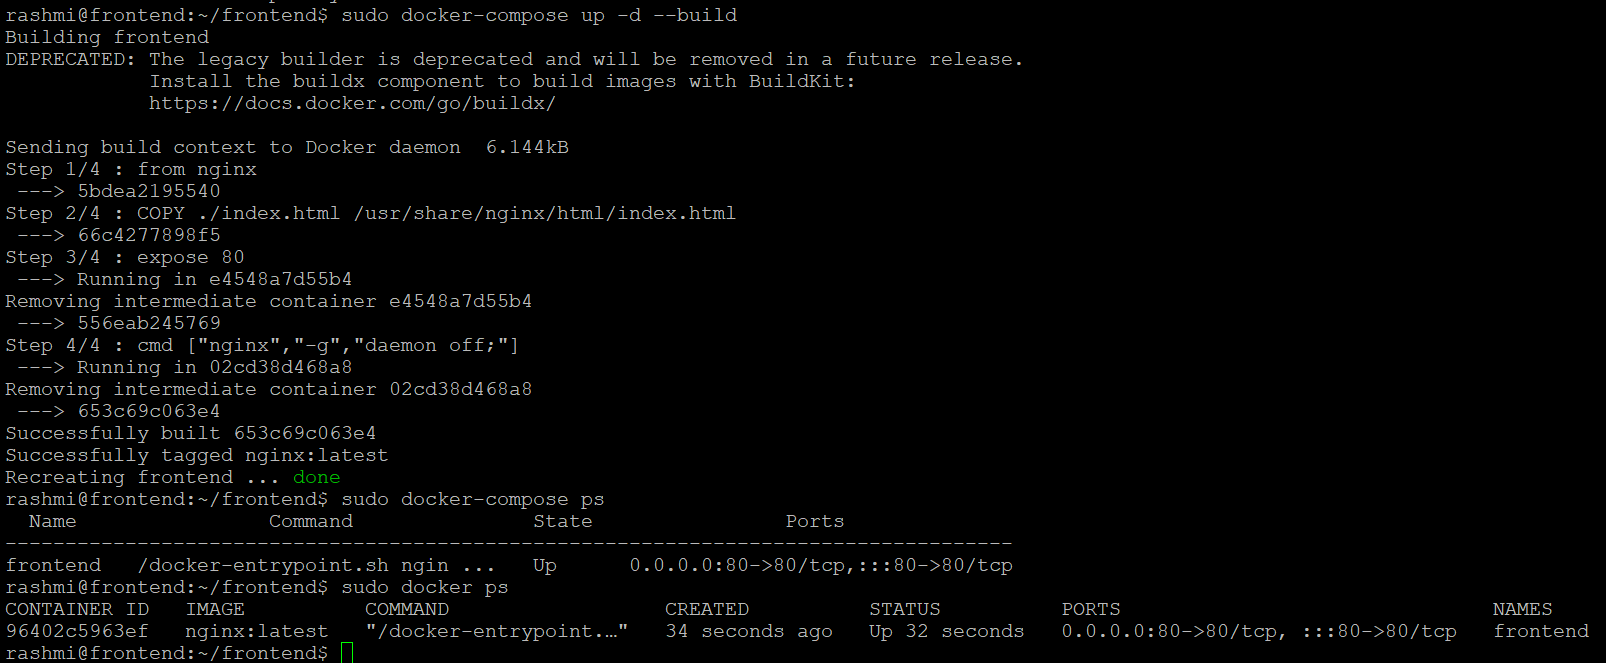 rashmi@frontend:~/frontend$ sudo docker-compose up -d --build
Building frontend
DEPRECATED: The legacy builder is deprecated and will be removed in a future release.
            Install the buildx component to build images with BuildKit:
            https://docs.docker.com/go/buildx/

Sending build context to Docker daemon  6.144kB
Step 1/4 : from nginx
 ---> 5bdea2195540
Step 2/4 : COPY ./index.html /usr/share/nginx/html/index.html
 ---> 66c4277898f5
Step 3/4 : expose 80
 ---> Running in e4548a7d55b4
Removing intermediate container e4548a7d55b4
 ---> 556eab245769
Step 4/4 : cmd ["nginx","-g","daemon off;"]
 ---> Running in 02cd38d468a8
Removing intermediate container 02cd38d468a8
 ---> 653c69c063e4
Successfully built 653c69c063e4
Successfully tagged nginx:latest
Recreating frontend ... done
rashmi@frontend:~/frontend$ sudo docker-compose ps
  Name                Command               State                Ports
------------------------------------------------------------------------------------
frontend   /docker-entrypoint.sh ngin ...   Up      0.0.0.0:80->80/tcp,:::80->80/tcp
rashmi@frontend:~/frontend$ sudo docker ps
CONTAINER ID   IMAGE          COMMAND                  CREATED          STATUS          PORTS                               NAMES
96402c5963ef   nginx:latest   "/docker-entrypoint.…"   34 seconds ago   Up 32 seconds   0.0.0.0:80->80/tcp, :::80->80/tcp   frontend
rashmi@frontend:~/frontend$